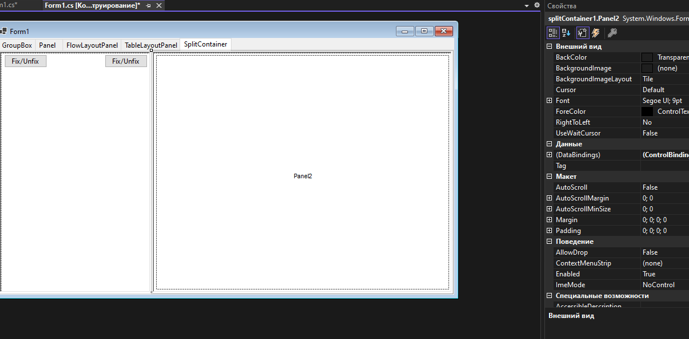 m1.cs*
Form1.cs [Ко...труирование]*
Свойства
splitContainer1.Panel2 System.Windows.Form
Form1
GroupBox Panel FlowLayoutPanel TableLayoutPanel SplitContainer
Fix/Unfix Fix/Unfix
Panel2
Внешний вид
BackColor Transparent
BackgroundImage (none)
BackgroundImageLayout Tile
Cursor Default
Font Segoe UI; 9pt
ForeColor ControlTex
RightToLeft No
UseWaitCursor False
Данные
(DataBindings) (ControlBinding
Tag
Макет
AutoScroll False
AutoScrollMargin 0; 0
AutoScrollMinSize 0; 0
Margin 0; 0; 0; 0
Padding 0; 0; 0; 0
Поведение
AllowDrop False
ContextMenuStrip (none)
Enabled True
ImeMode NoControl
Специальные возможности
AccessibleDescription
Внешний вид